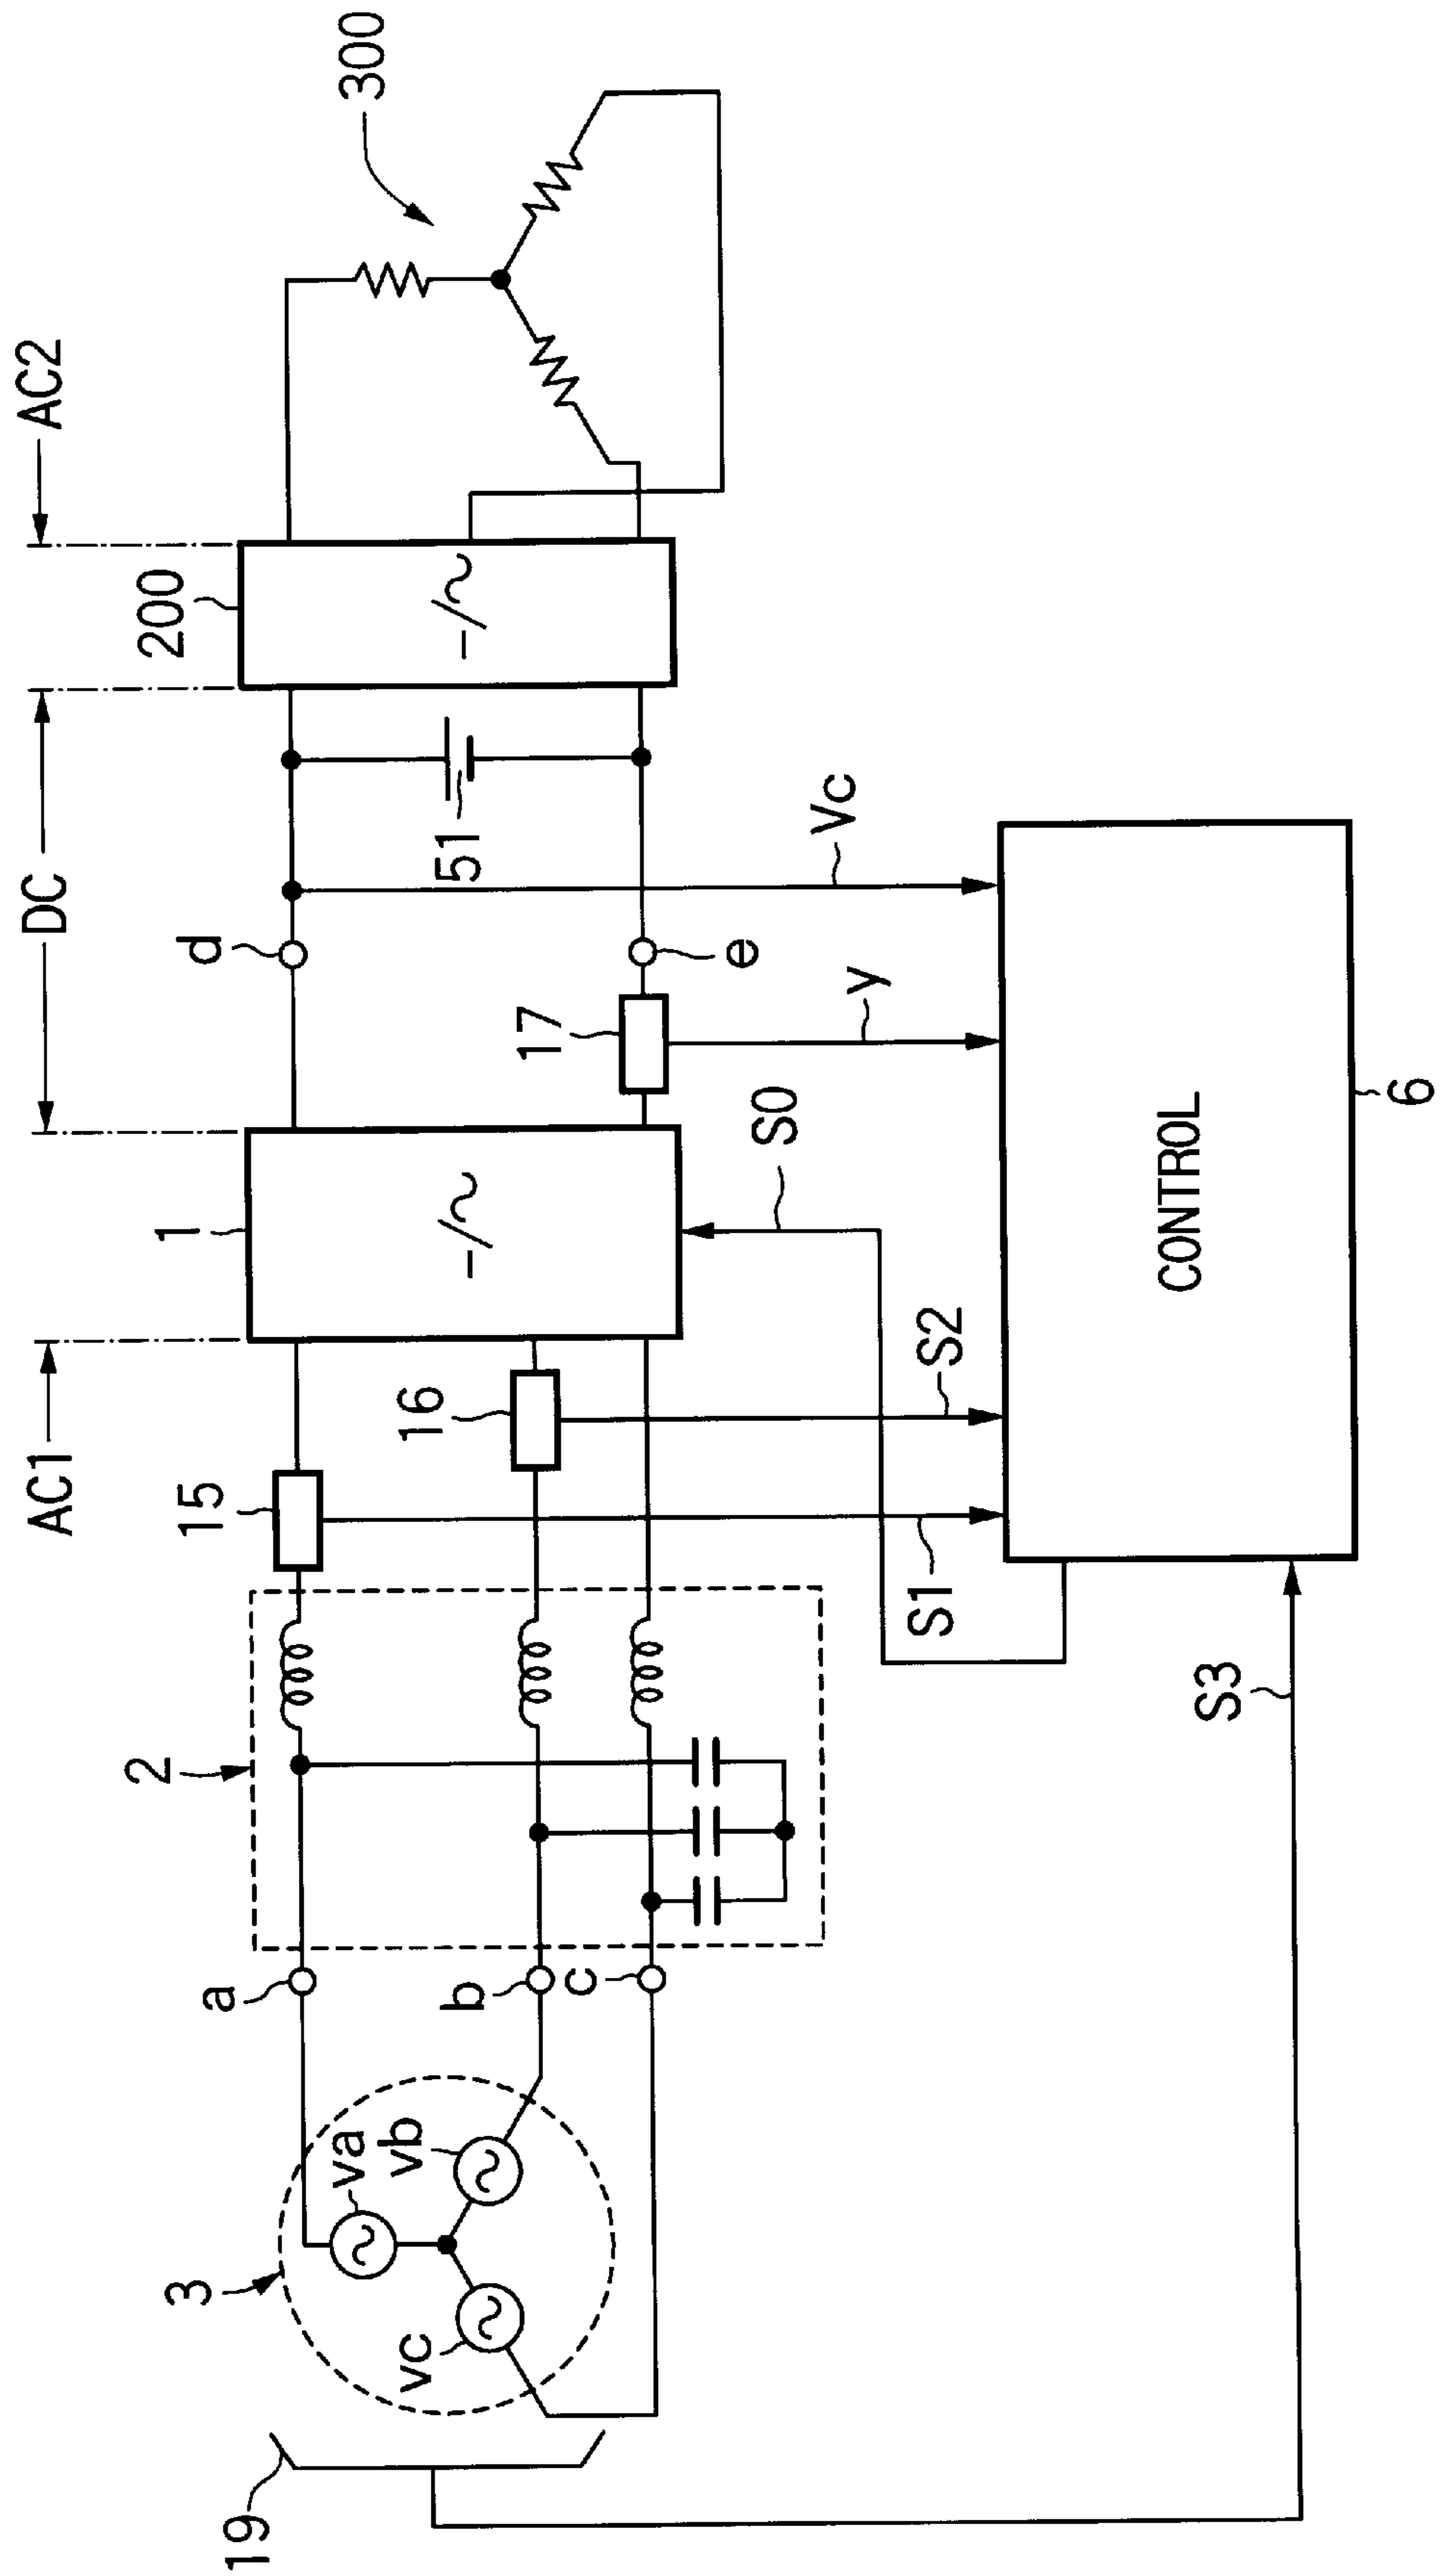 AC1
DC
AC2
19
3
va
vb
vc
a
b
c
2
15
16
1
-/~
17
d
e
51
200
-/~
300
S1
S2
S0
y
Vc
S3
CONTROL
6